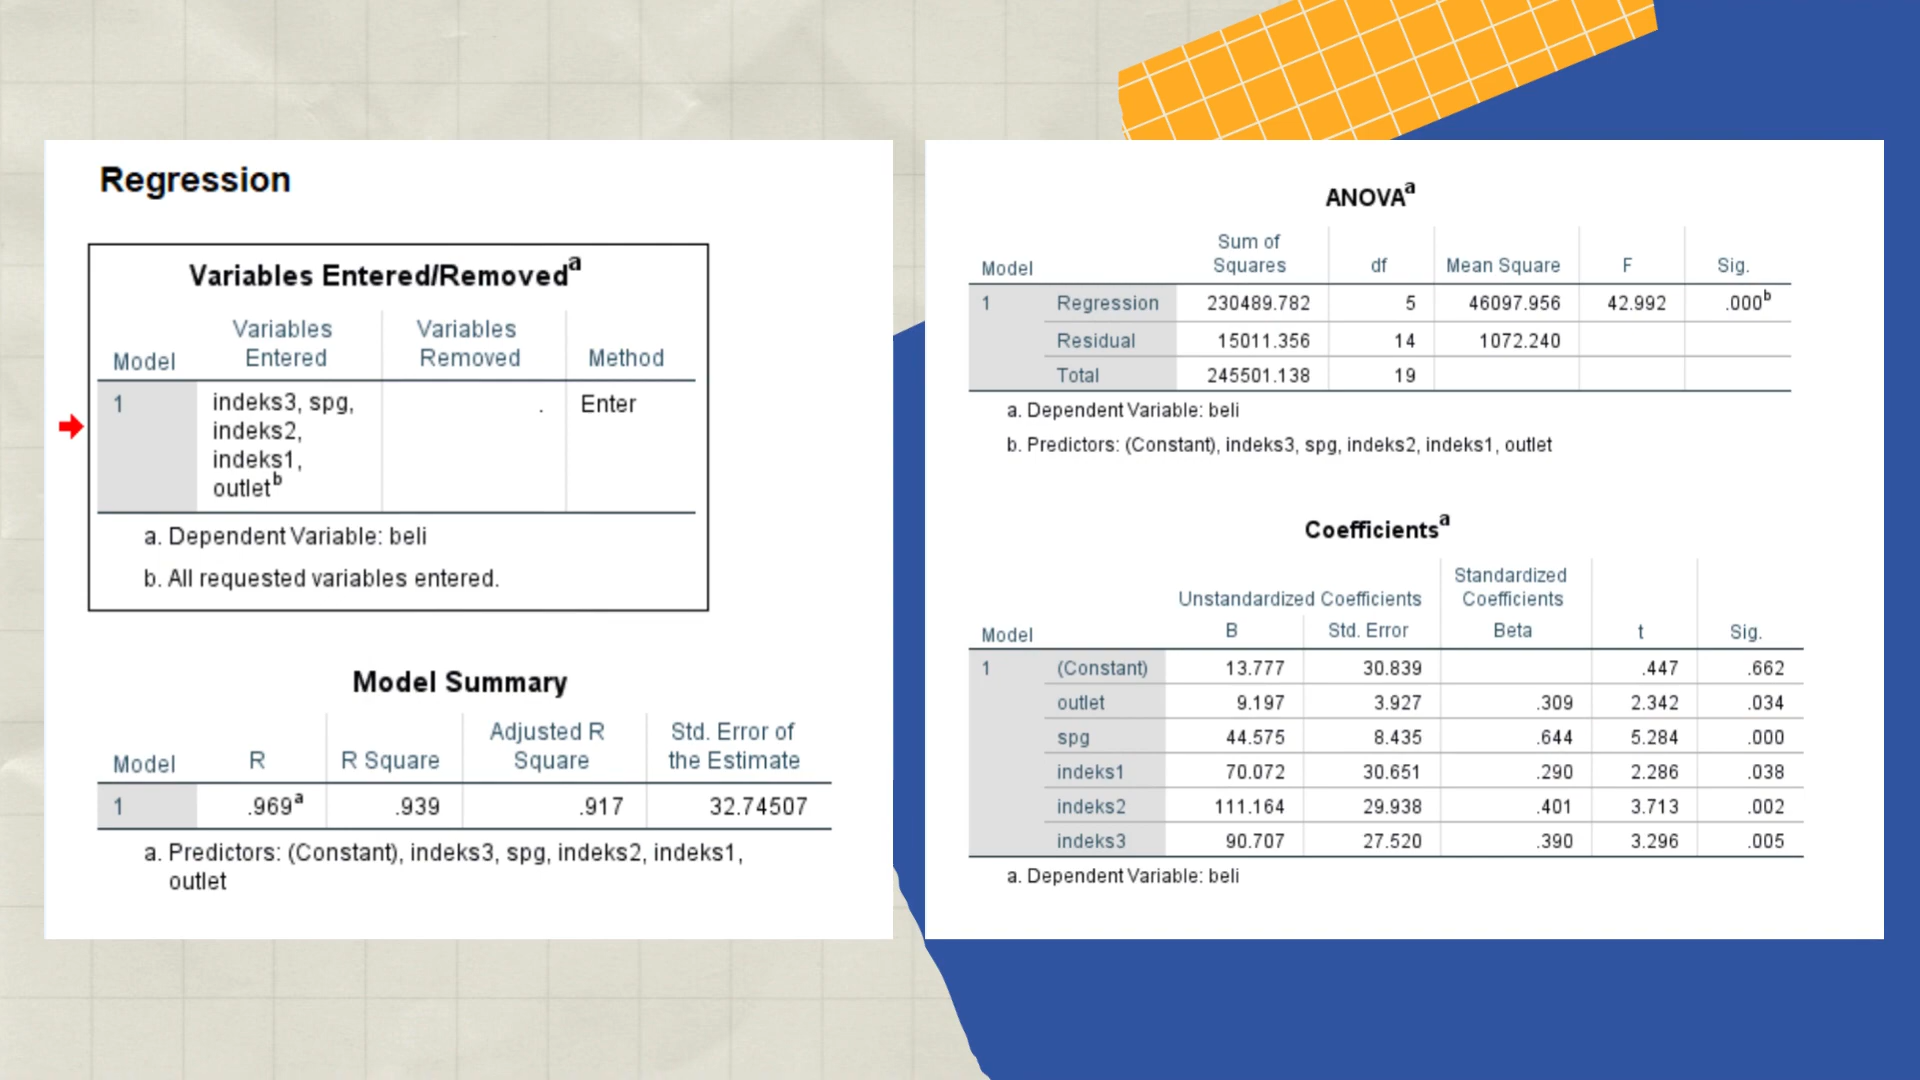 Regression
Variables Entered/Removedᵃ
Model Variables Entered Variables Removed Method
1 indeks3, spg, indeks2, indeks1, outletᵇ . Enter
a. Dependent Variable: beli
b. All requested variables entered.
Model Summary
Model R R Square Adjusted R Square Std. Error of the Estimate
1 .969ᵃ .939 .917 32.74507
a. Predictors: (Constant), indeks3, spg, indeks2, indeks1,
outlet
ANOVAᵃ
Model Sum of Squares df Mean Square F Sig.
1 Regression 230489.782 5 46097.956 42.992 .000ᵇ
Residual 15011.356 14 1072.240
Total 245501.138 19
a. Dependent Variable: beli
b. Predictors: (Constant), indeks3, spg, indeks2, indeks1, outlet
Coefficientsᵃ
Unstandardized Coefficients Standardized Coefficients
Model B Std. Error Beta t Sig.
1 (Constant) 13.777 30.839 .447 .662
outlet 9.197 3.927 .309 2.342 .034
spg 44.575 8.435 .644 5.284 .000
indeks1 70.072 30.651 .290 2.286 .038
indeks2 111.164 29.938 .401 3.713 .002
indeks3 90.707 27.520 .390 3.296 .005
a. Dependent Variable: beli